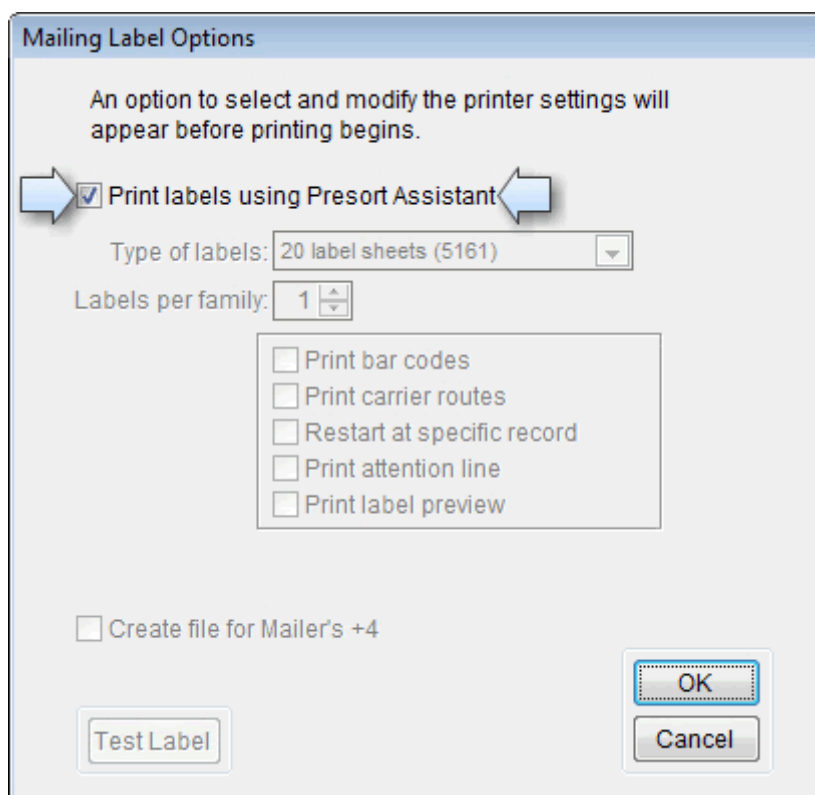 Mailing Label Options
An option to select and modify the printer settings will
appear before printing begins.
Print labels using Presort Assistant
Type of labels: 20 label sheets (5161)
Labels per family: 1
Print bar codes
Print carrier routes
Restart at specific record
Print attention line
Print label preview
Create file for Mailer's +4
OK
Test Label
Cancel